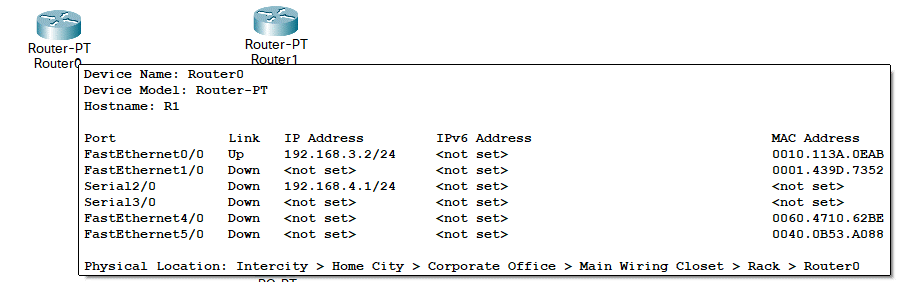 Router-PT
Router0
Router-PT
Router1
Device Name: Router0
Device Model: Router-PT
Hostname: R1
Port Link IP Address IPv6 Address MAC Address
FastEthernet0/0 Up 192.168.3.2/24 <not set> 0010.113A.0EAB
FastEthernet1/0 Down <not set> <not set> 0001.439D.7352
Serial2/0 Down 192.168.4.1/24 <not set> <not set>
Serial3/0 Down <not set> <not set> <not set>
FastEthernet4/0 Down <not set> <not set> 0060.4710.62BE
FastEthernet5/0 Down <not set> <not set> 0040.0B53.A088
Physical Location: Intercity > Home City > Corporate Office > Main Wiring Closet > Rack > Router0